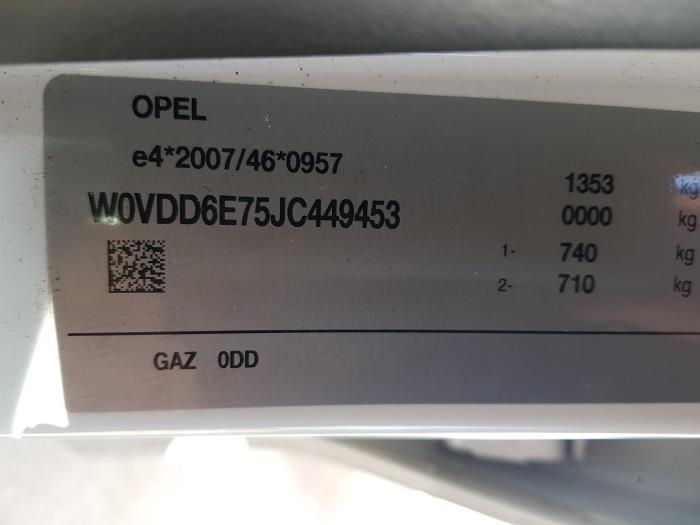 OPEL
e4*2007/46*0957
W0VDD6E75JC449453
1353 kg
0000 kg
1- 740 kg
2- 710 kg
GAZ 0DD